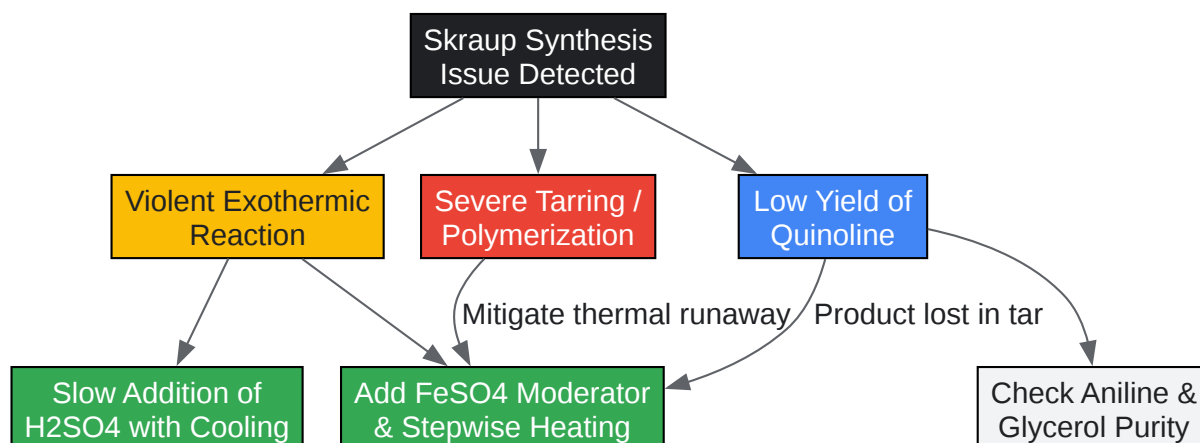 Skraup Synthesis
Issue Detected
Violent Exothermic
Reaction
Severe Tarring /
Polymerization
Low Yield of
Quinoline
Mitigate thermal runaway
Product lost in tar
Slow Addition of
H2SO4 with Cooling
Add FeSO4 Moderator
& Stepwise Heating
Check Aniline &
Glycerol Purity